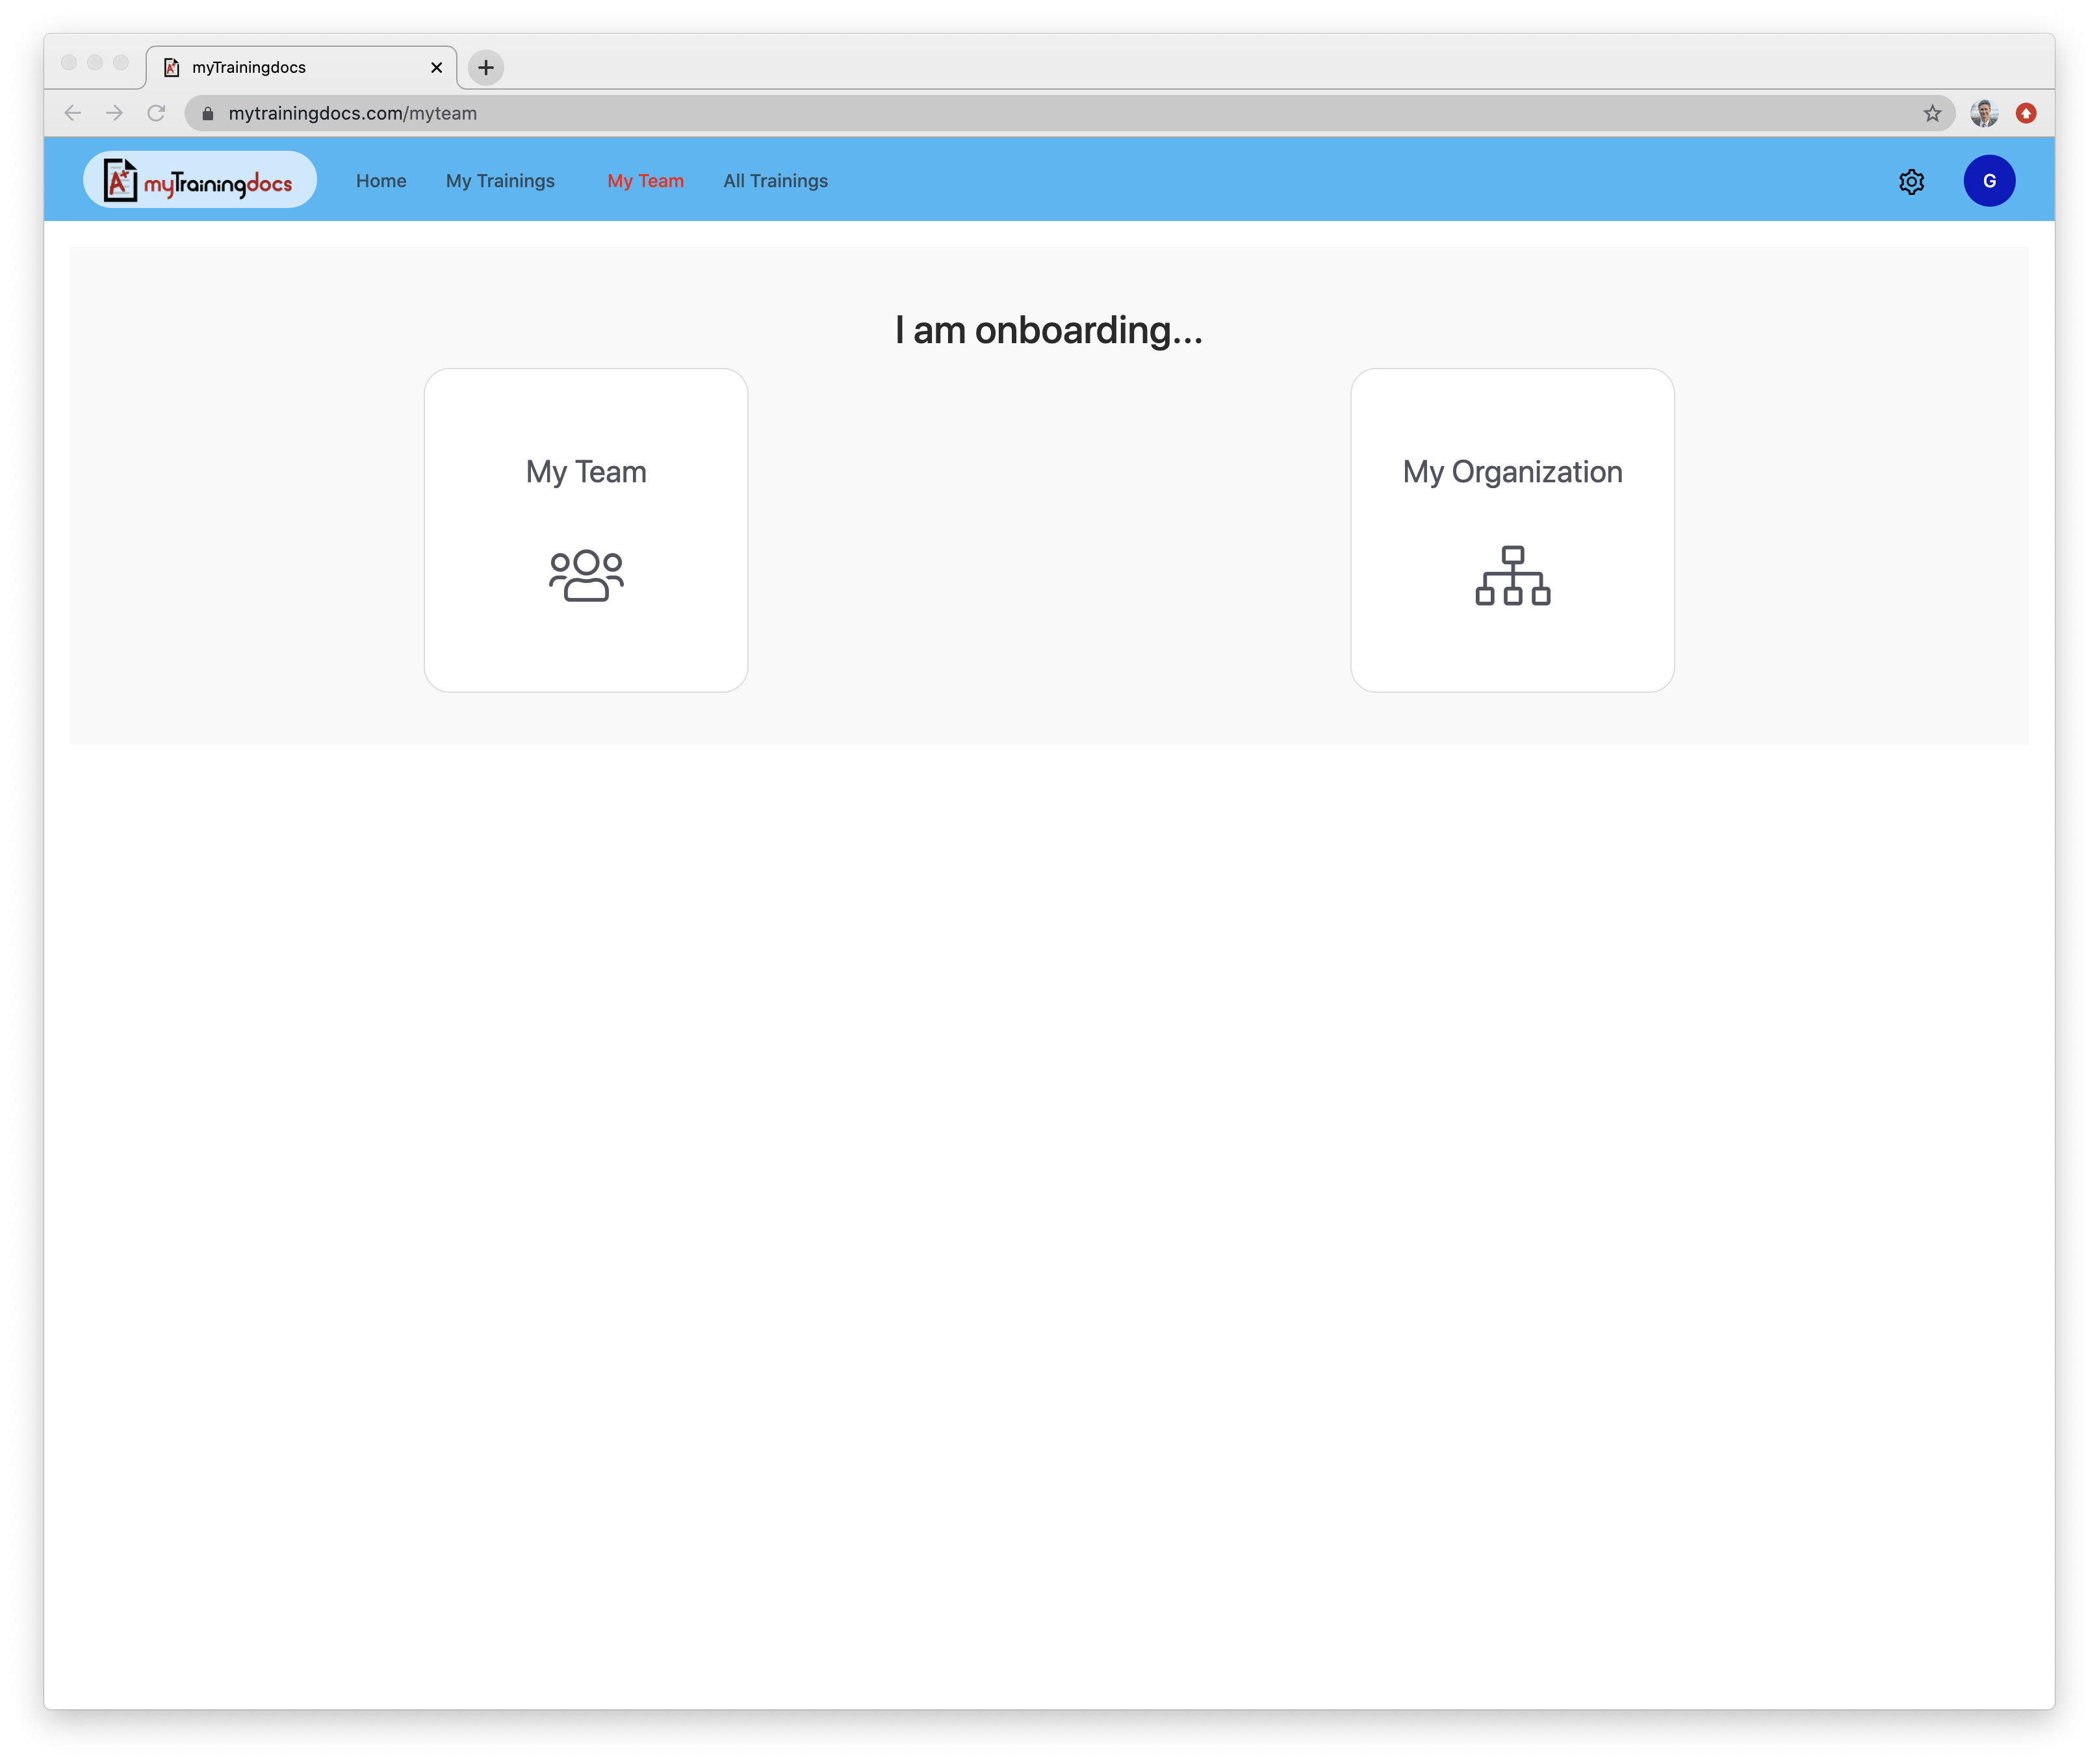 myTrainingdocs
mytrainingdocs.com/myteam
A+ myTrainingdocs Home My Trainings My Team All Trainings G
I am onboarding...
My Team My Organization